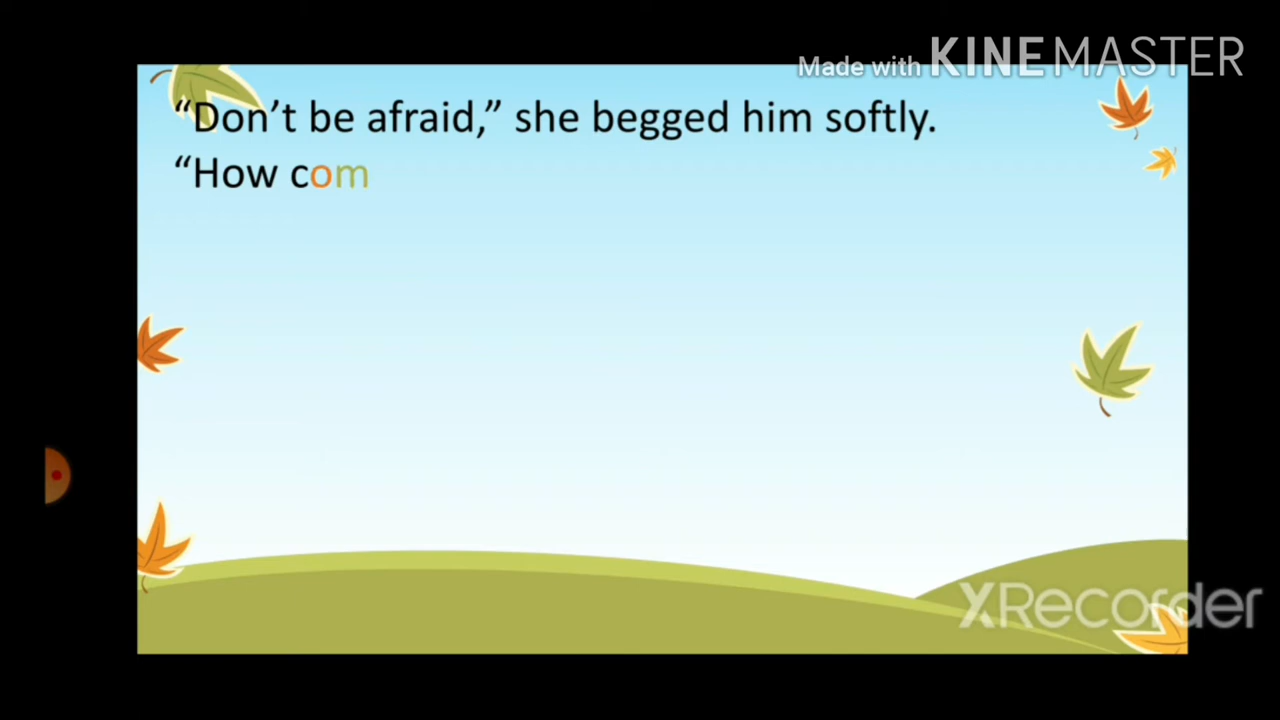 Made with KINEMASTER
“Don’t be afraid,” she begged him softly.
“How com
XRecorder